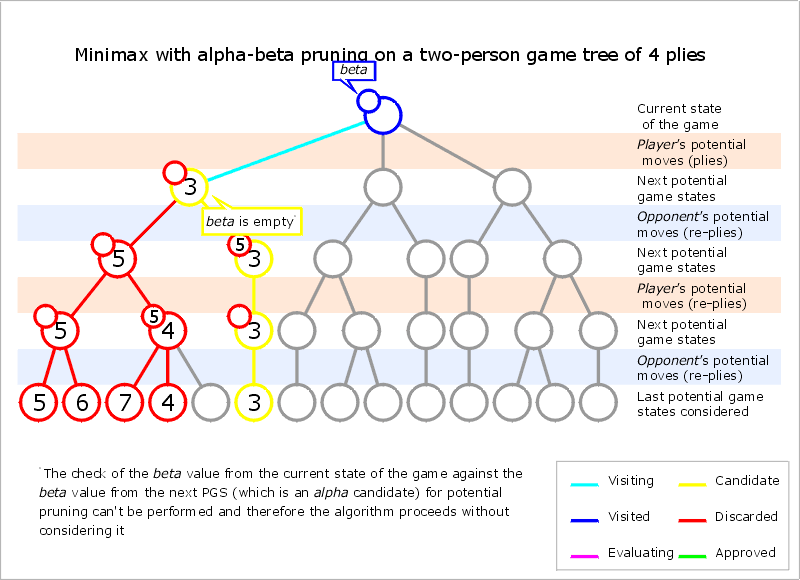 Minimax with alpha-beta pruning on a two-person game tree of 4 plies
beta
Current state
of the game
Player's potential
moves (plies)
3
Next potential
game states
beta is empty*
Opponent's potential
moves (re-plies)
5
5
3
Next potential
game states
Player's potential
moves (re-plies)
5
5
4
3
Next potential
game states
Opponent's potential
moves (re-plies)
5
6
7
4
3
Last potential game
states considered
*The check of the beta value from the current state of the game against the
beta value from the next PGS (which is an alpha candidate) for potential
pruning can't be performed and therefore the algorithm proceeds without
considering it
Visiting
Candidate
Visited
Discarded
Evaluating
Approved